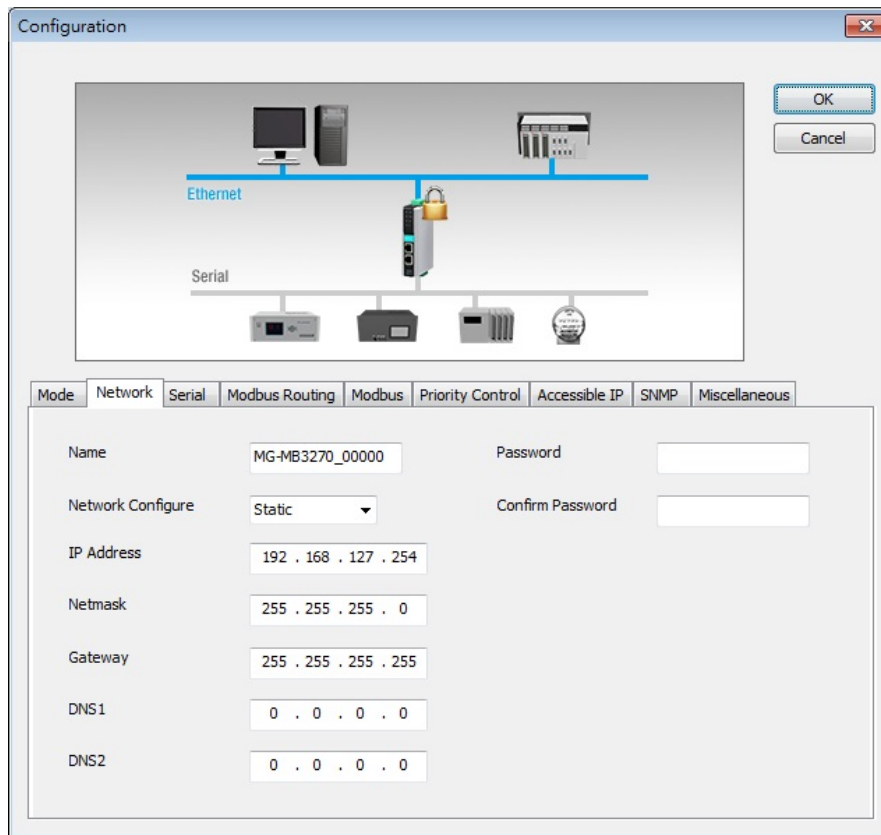 Configuration
OK
Cancel
Ethernet
Serial
Mode Network Serial Modbus Routing Modbus Priority Control Accessible IP SNMP Miscellaneous
Name MG-MB3270_00000 Password
Network Configure Static Confirm Password
IP Address 192 . 168 . 127 . 254
Netmask 255 . 255 . 255 . 0
Gateway 255 . 255 . 255 . 255
DNS1 0 . 0 . 0 . 0
DNS2 0 . 0 . 0 . 0